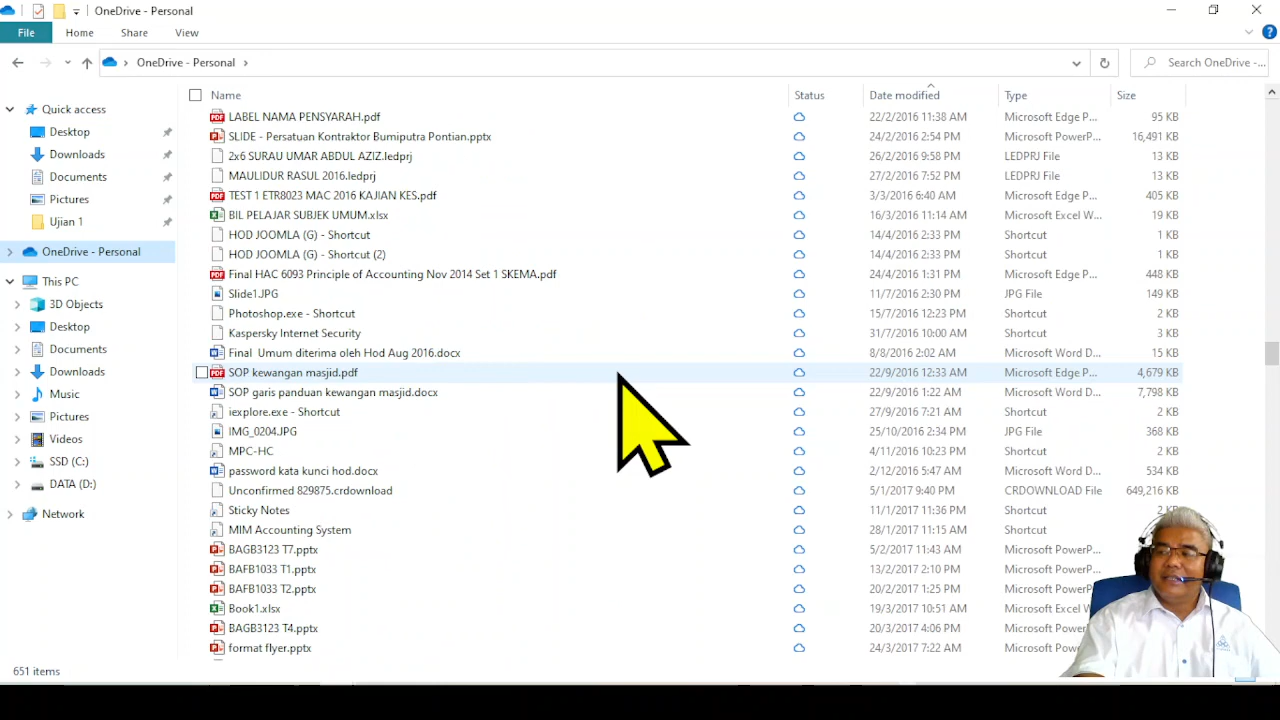 OneDrive - Personal
File Home Share View
OneDrive - Personal Search OneDrive -...
Name Status Date modified Type Size
Quick access
Desktop
Downloads
Documents
Pictures
Ujian 1
OneDrive - Personal
This PC
3D Objects
Desktop
Documents
Downloads
Music
Pictures
Videos
SSD (C:)
DATA (D:)
Network
LABEL NAMA PENSYARAH.pdf 22/2/2016 11:38 AM Microsoft Edge P... 95 KB
SLIDE - Persatuan Kontraktor Bumiputra Pontian.pptx 24/2/2016 2:54 PM Microsoft PowerP... 16,491 KB
2x6 SURAU UMAR ABDUL AZIZ.ledprj 26/2/2016 9:58 PM LEDPRJ File 13 KB
MAULIDUR RASUL 2016.ledprj 27/2/2016 7:52 PM LEDPRJ File 13 KB
TEST 1 ETR8023 MAC 2016 KAJIAN KES.pdf 3/3/2016 6:40 AM Microsoft Edge P... 405 KB
BIL PELAJAR SUBJEK UMUM.xlsx 16/3/2016 11:14 AM Microsoft Excel W... 19 KB
HOD JOOMLA (G) - Shortcut 14/4/2016 2:33 PM Shortcut 1 KB
HOD JOOMLA (G) - Shortcut (2) 14/4/2016 2:33 PM Shortcut 1 KB
Final HAC 6093 Principle of Accounting Nov 2014 Set 1 SKEMA.pdf 24/4/2016 1:31 PM Microsoft Edge P... 448 KB
Slide1.JPG 11/7/2016 2:30 PM JPG File 149 KB
Photoshop.exe - Shortcut 15/7/2016 12:23 PM Shortcut 2 KB
Kaspersky Internet Security 31/7/2016 10:00 AM Shortcut 3 KB
Final Umum diterima oleh Hod Aug 2016.docx 8/8/2016 2:02 AM Microsoft Word D... 15 KB
SOP kewangan masjid.pdf 22/9/2016 12:33 AM Microsoft Edge P... 4,679 KB
SOP garis panduan kewangan masjid.docx 22/9/2016 1:22 AM Microsoft Word D... 7,798 KB
iexplore.exe - Shortcut 27/9/2016 7:21 AM Shortcut 2 KB
IMG_0204.JPG 25/10/2016 2:34 PM JPG File 368 KB
MPC-HC 4/11/2016 10:23 PM Shortcut 2 KB
password kata kunci hod.docx 2/12/2016 5:47 AM Microsoft Word D... 534 KB
Unconfirmed 829875.crdownload 5/1/2017 9:40 PM CRDOWNLOAD File 649,216 KB
Sticky Notes 11/1/2017 11:36 PM Shortcut 2 KB
MIM Accounting System 28/1/2017 11:15 AM Shortcut
BAGB3123 T7.pptx 5/2/2017 11:43 AM Microsoft PowerP...
BAFB1033 T1.pptx 13/2/2017 2:10 PM Microsoft PowerP...
BAFB1033 T2.pptx 20/2/2017 1:25 PM Microsoft PowerP...
Book1.xlsx 19/3/2017 10:51 AM Microsoft Excel W
BAGB3123 T4.pptx 20/3/2017 4:06 PM Microsoft PowerP
format flyer.pptx 24/3/2017 7:22 AM Microsoft PowerP
651 items